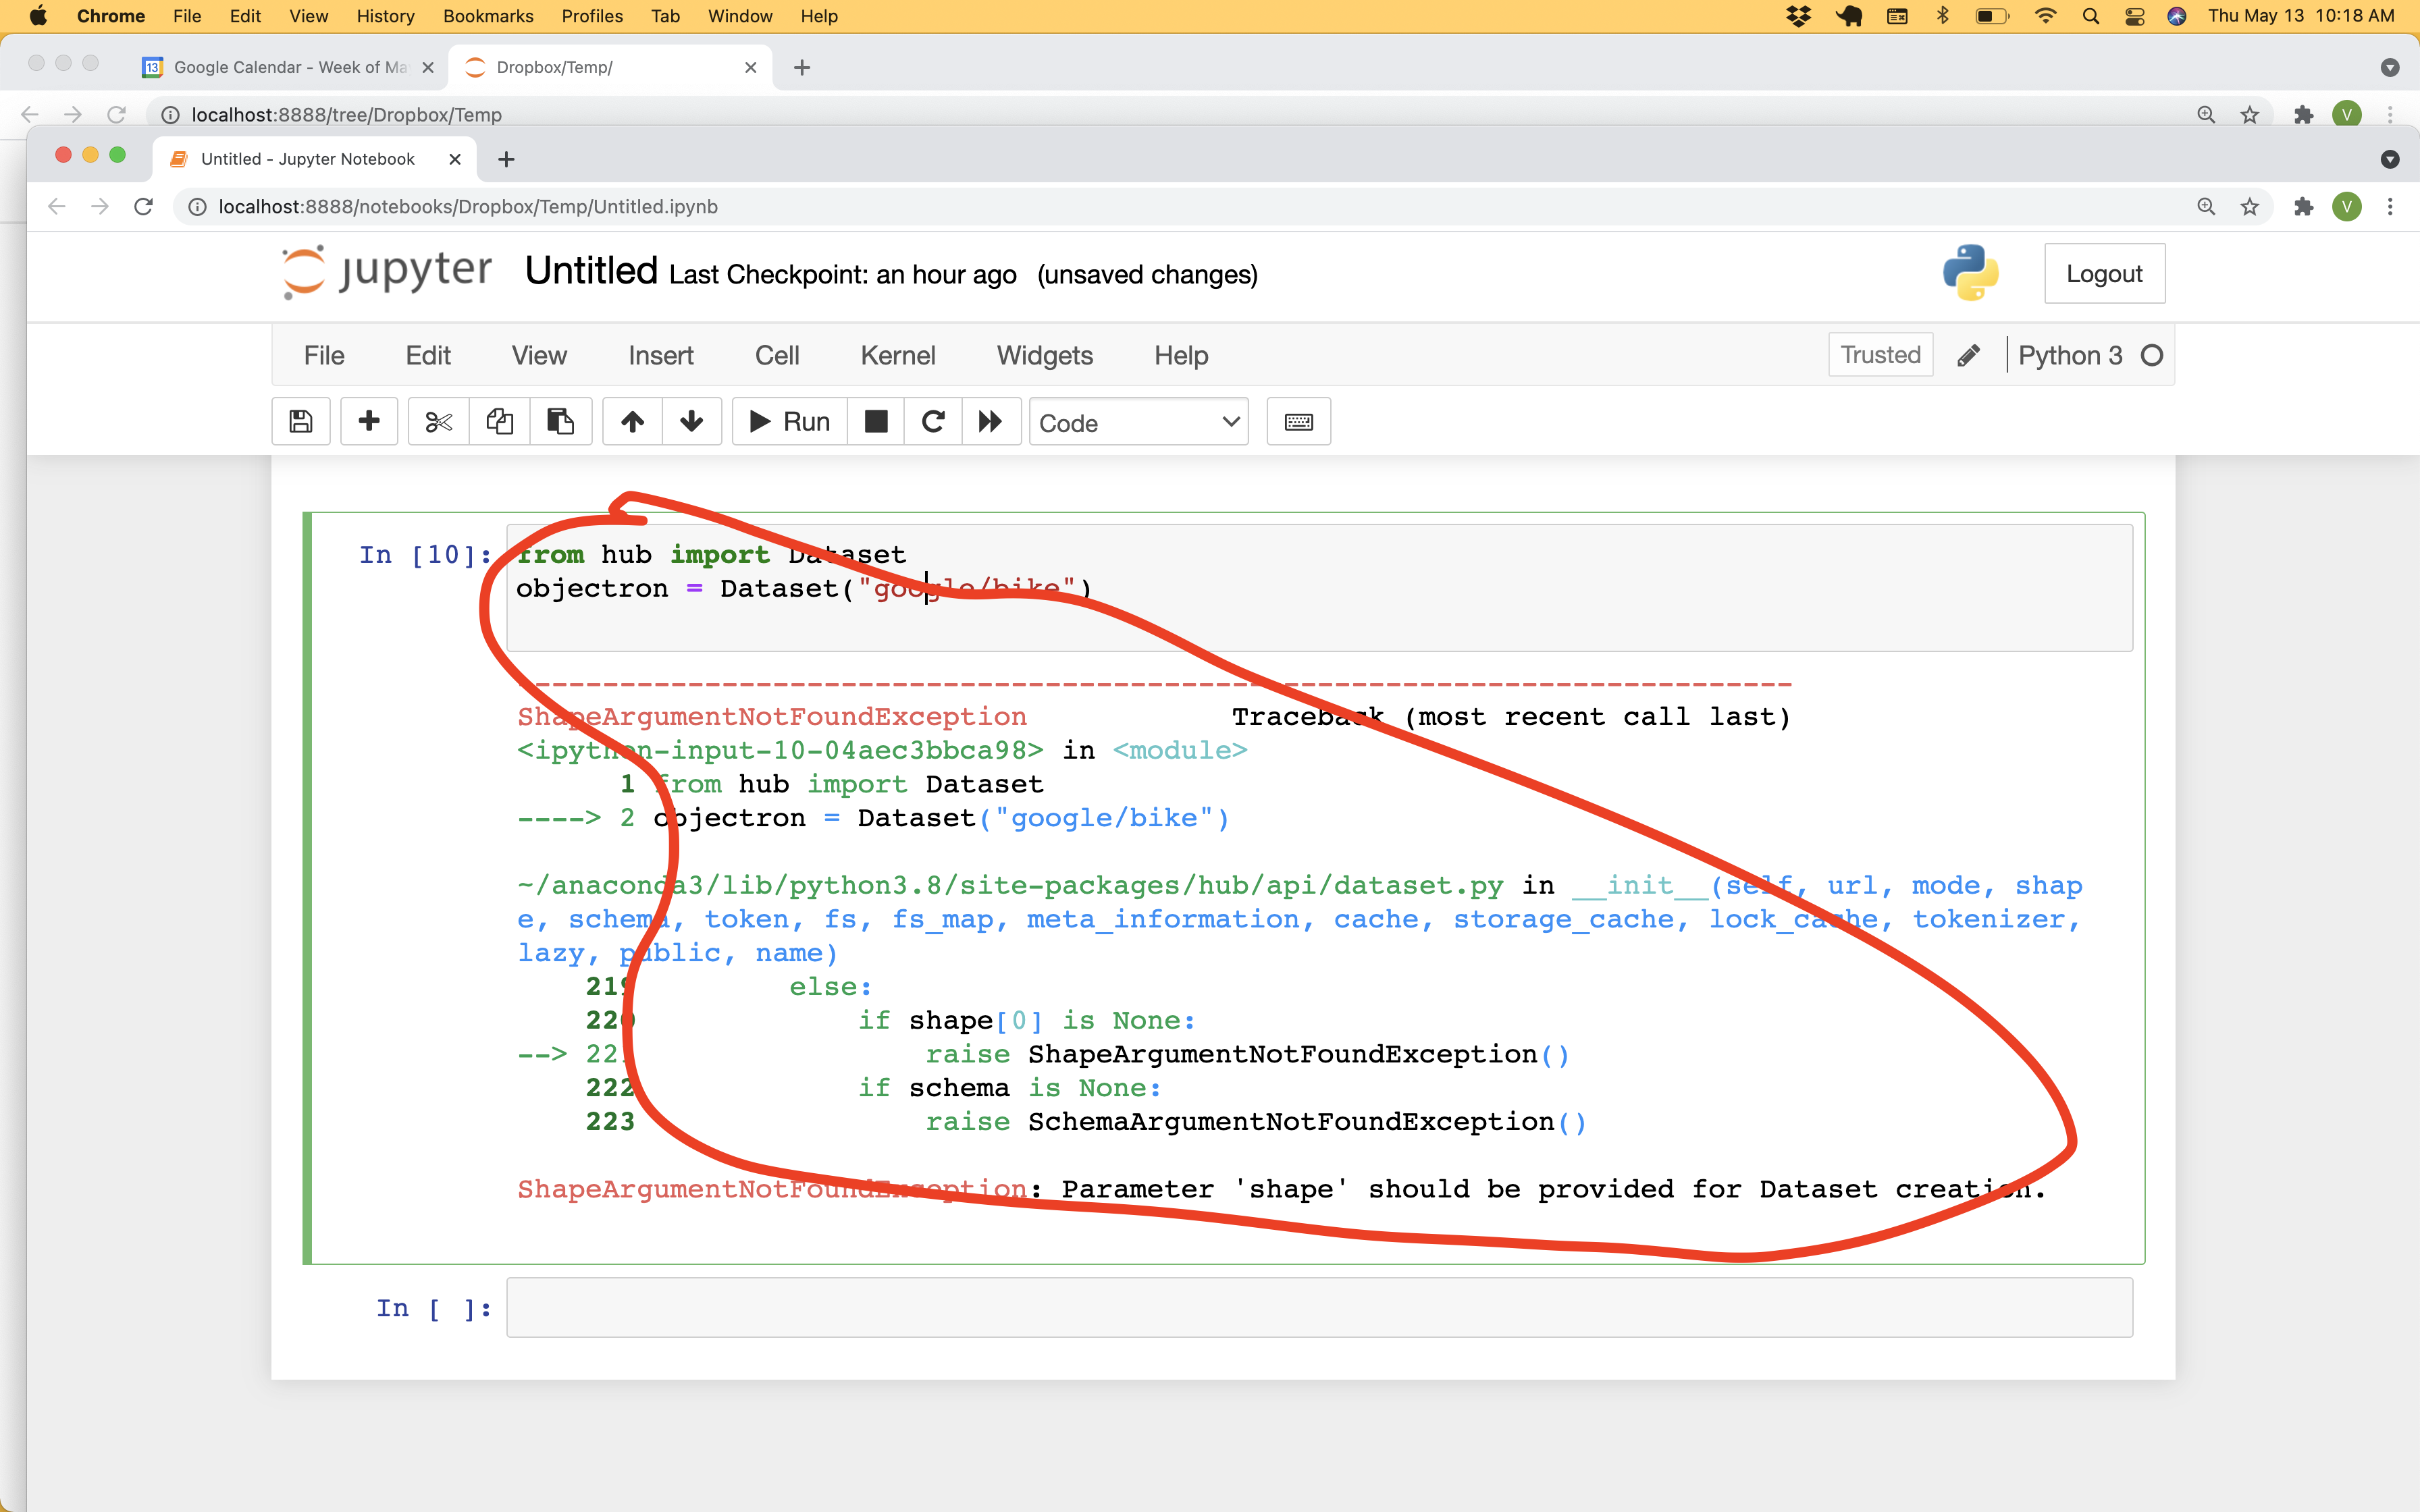 Chrome File Edit View History Bookmarks Profiles Tab Window Help Thu May 13 10:18 AM
13 Google Calendar - Week of Ma Dropbox/Temp/
localhost:8888/tree/Dropbox/Temp V
Untitled - Jupyter Notebook
localhost:8888/notebooks/Dropbox/Temp/Untitled.ipynb V
jupyter Untitled Last Checkpoint: an hour ago (unsaved changes) Logout
File Edit View Insert Cell Kernel Widgets Help Trusted Python 3
Run Code
In [10]: from hub import Dataset
objectron = Dataset("google/bike")
---------------------------------------------------------------------------
ShapeArgumentNotFoundException Traceback (most recent call last)
<ipython-input-10-04aec3bbca98> in <module>
1 from hub import Dataset
----> 2 objectron = Dataset("google/bike")
~/anaconda3/lib/python3.8/site-packages/hub/api/dataset.py in __init__(self, url, mode, shap
e, schema, token, fs, fs_map, meta_information, cache, storage_cache, lock_cache, tokenizer,
lazy, public, name)
219 else:
220 if shape[0] is None:
--> 221 raise ShapeArgumentNotFoundException()
222 if schema is None:
223 raise SchemaArgumentNotFoundException()
ShapeArgumentNotFoundException: Parameter 'shape' should be provided for Dataset creation.
In [ ]: